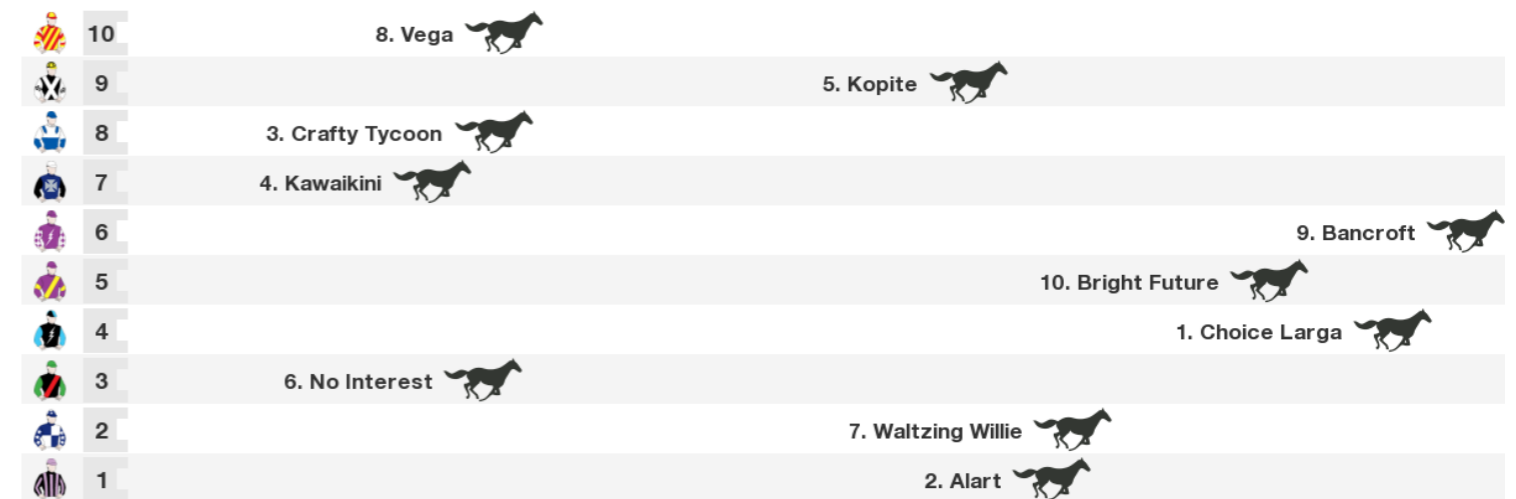 10 8. Vega
9 5. Kopite
8 3. Crafty Tycoon
7 4. Kawaikini
6 9. Bancroft
5 10. Bright Future
4 1. Choice Larga
3 6. No Interest
2 7. Waltzing Willie
1 2. Alart